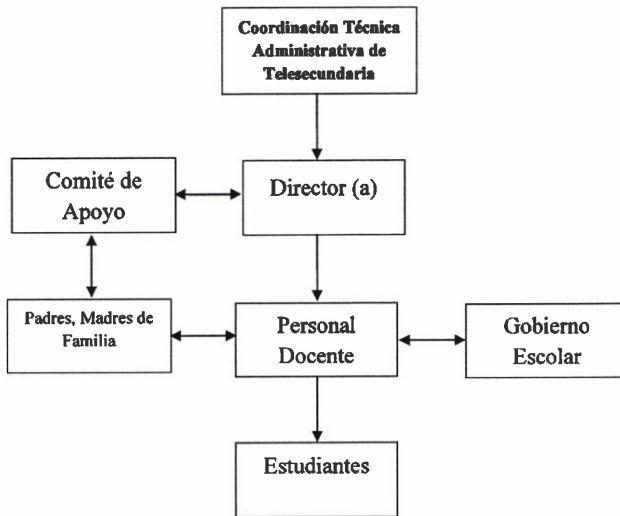 Coordinación Técnica
Administrativa de
Telesecundaria
Comité de
Apoyo
Director (a)
Padres, Madres de
Familia
Personal
Docente
Gobierno
Escolar
Estudiantes